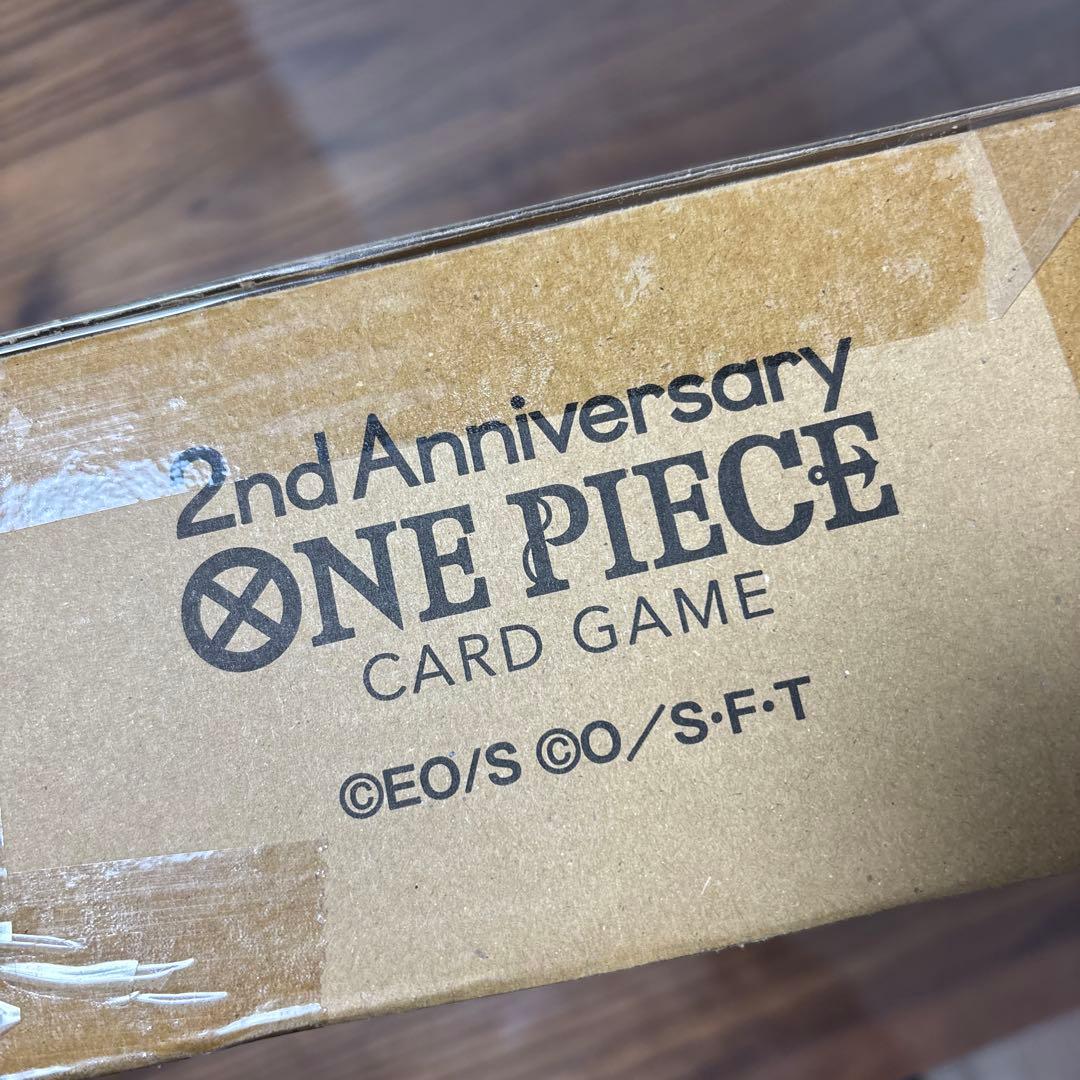 2nd Anniversary
ONE PIECE
CARD GAME
©EO/S ©O/S·F·T